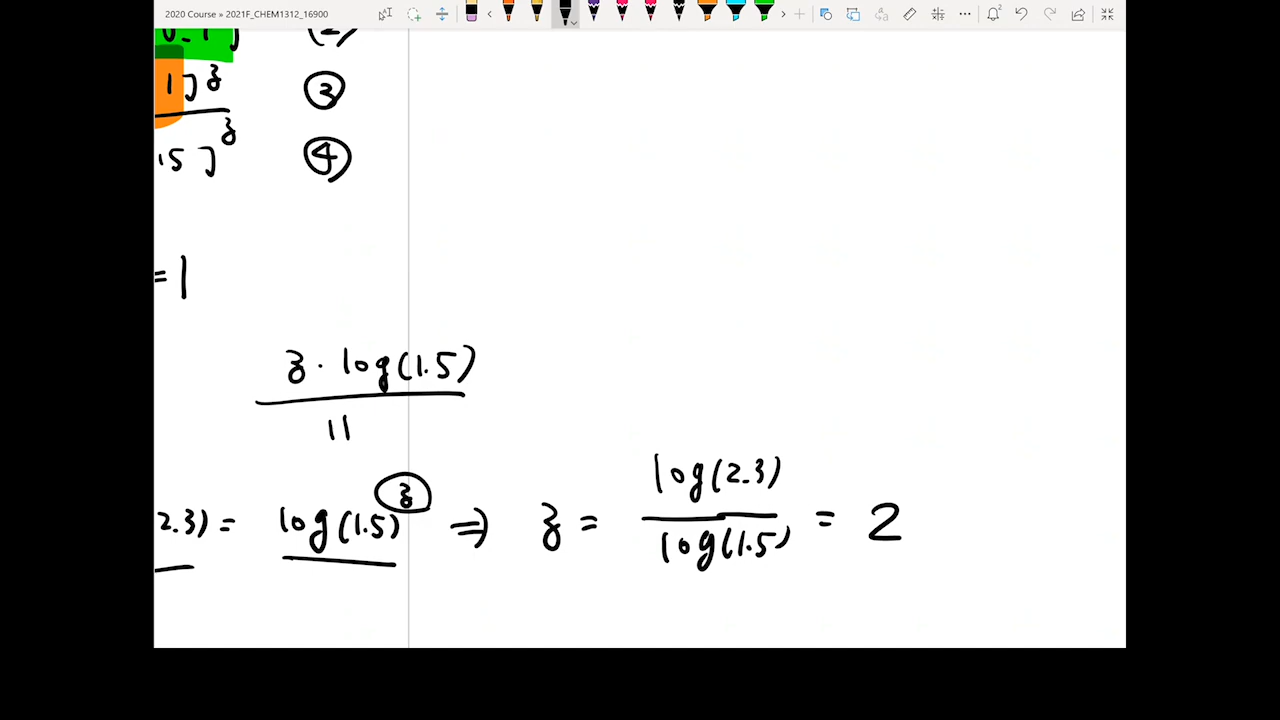 2020 Course » 2021F_CHEM1312_16900
1]^z ③
.15]^z ④
= 1
z · log(1.5)
11
log(2.3)
2.3) = log(1.5)^z ⇒ z = = 2
log(1.5)